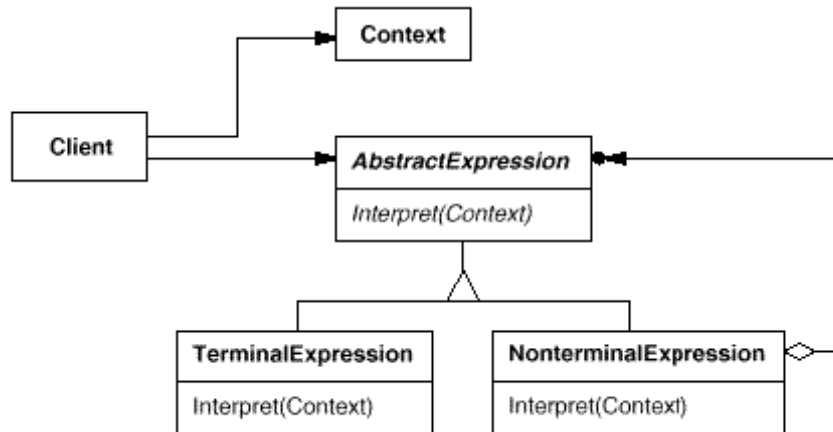 Context
Client
AbstractExpression
Interpret(Context)
TerminalExpression
NonterminalExpression
Interpret(Context)
Interpret(Context)